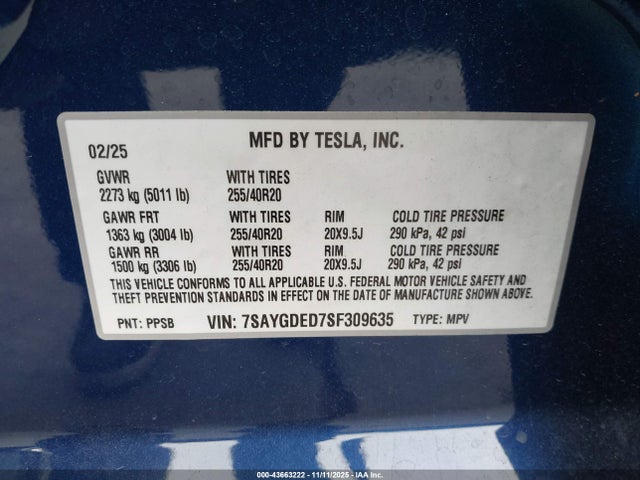 02/25 MFD BY TESLA, INC.
GVWR WITH TIRES
2273 kg (5011 lb) 255/40R20
GAWR FRT WITH TIRES RIM COLD TIRE PRESSURE
1363 kg (3004 lb) 255/40R20 20X9.5J 290 kPa, 42 psi
GAWR RR WITH TIRES RIM COLD TIRE PRESSURE
1500 kg (3306 lb) 255/40R20 20X9.5J 290 kPa, 42 psi
THIS VEHICLE CONFORMS TO ALL APPLICABLE U.S. FEDERAL MOTOR VEHICLE SAFETY AND
THEFT PREVENTION STANDARDS IN EFFECT ON THE DATE OF MANUFACTURE SHOWN ABOVE.
PNT: PPSB VIN: 7SAYGDED7SF309635 TYPE: MPV
000-43663222 - 11/11/2025 - IAAI.COM